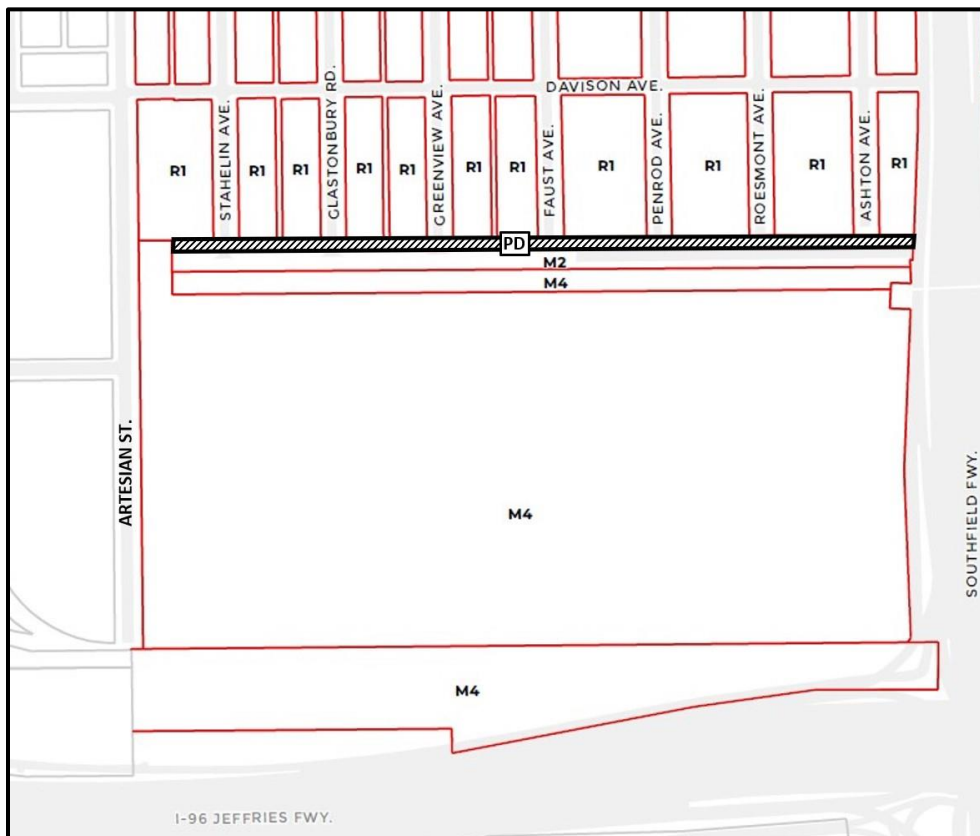 DAVISON AVE.
R1
STAHELIN AVE.
R1
R1
GLASTONBURY RD.
R1
R1
GREENVIEW AVE.
R1
R1
FAUST AVE.
R1
PENROD AVE.
R1
ROESMONT AVE.
R1
ASHTON AVE.
R1
PD
M2
M4
ARTESIAN ST.
M4
SOUTHFIELD FWY.
M4
I-96 JEFFRIES FWY.